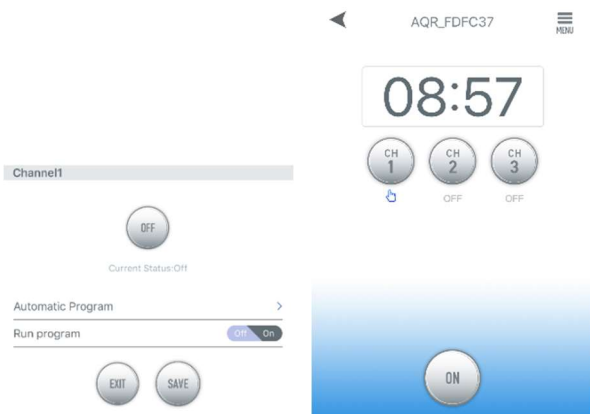 Channel1
OFF
Current Status:Off
Automatic Program
Run program
Off On
EXIT SAVE
AQR_FDFC37
MENU
08:57
CH 1
CH 2
CH 3
OFF OFF
ON